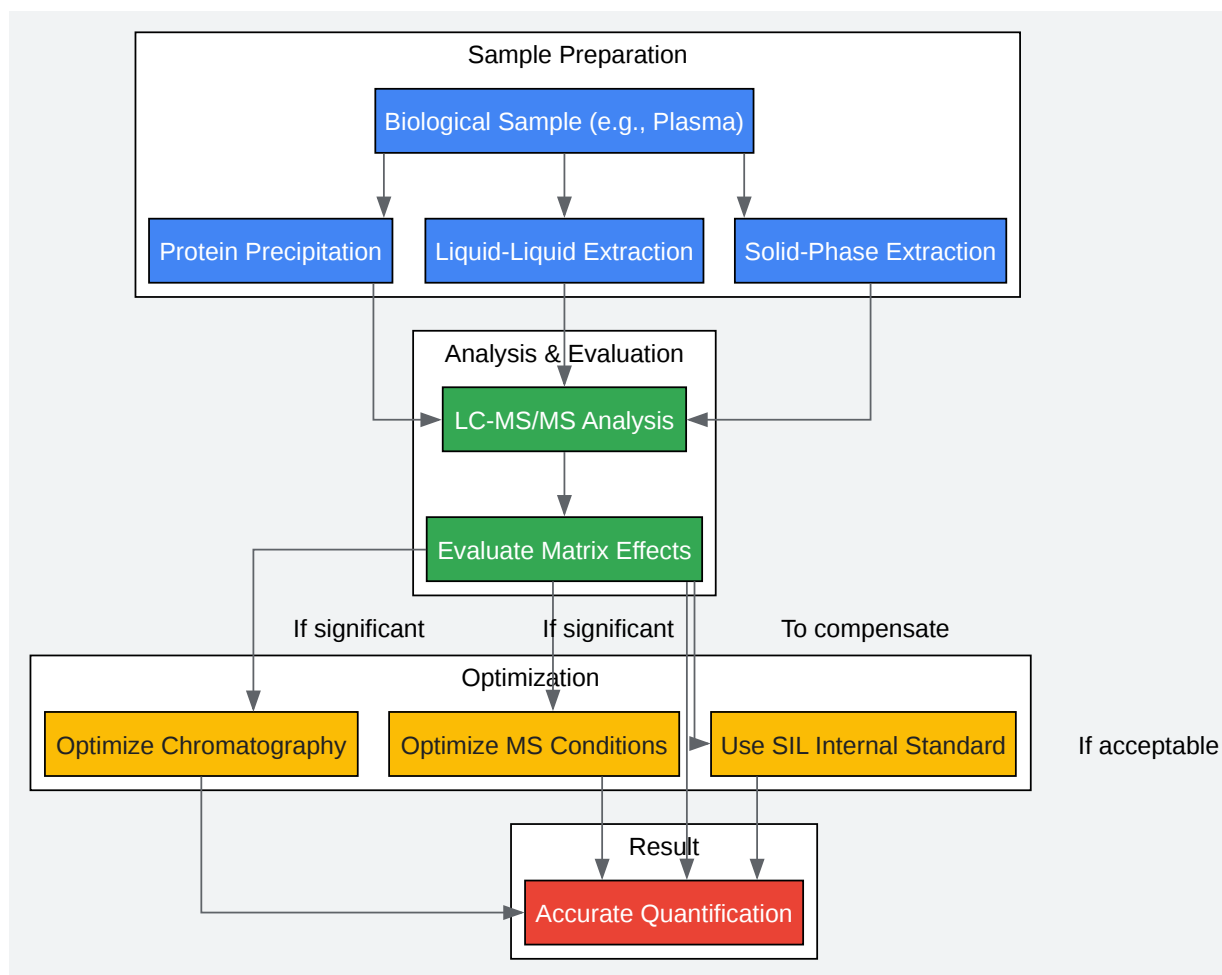 Sample Preparation
Biological Sample (e.g., Plasma)
Protein Precipitation
Liquid-Liquid Extraction
Solid-Phase Extraction
Analysis & Evaluation
LC-MS/MS Analysis
Evaluate Matrix Effects
If significant
If significant
To compensate
Optimization
Optimize Chromatography
Optimize MS Conditions
Use SIL Internal Standard
If acceptable
Result
Accurate Quantification